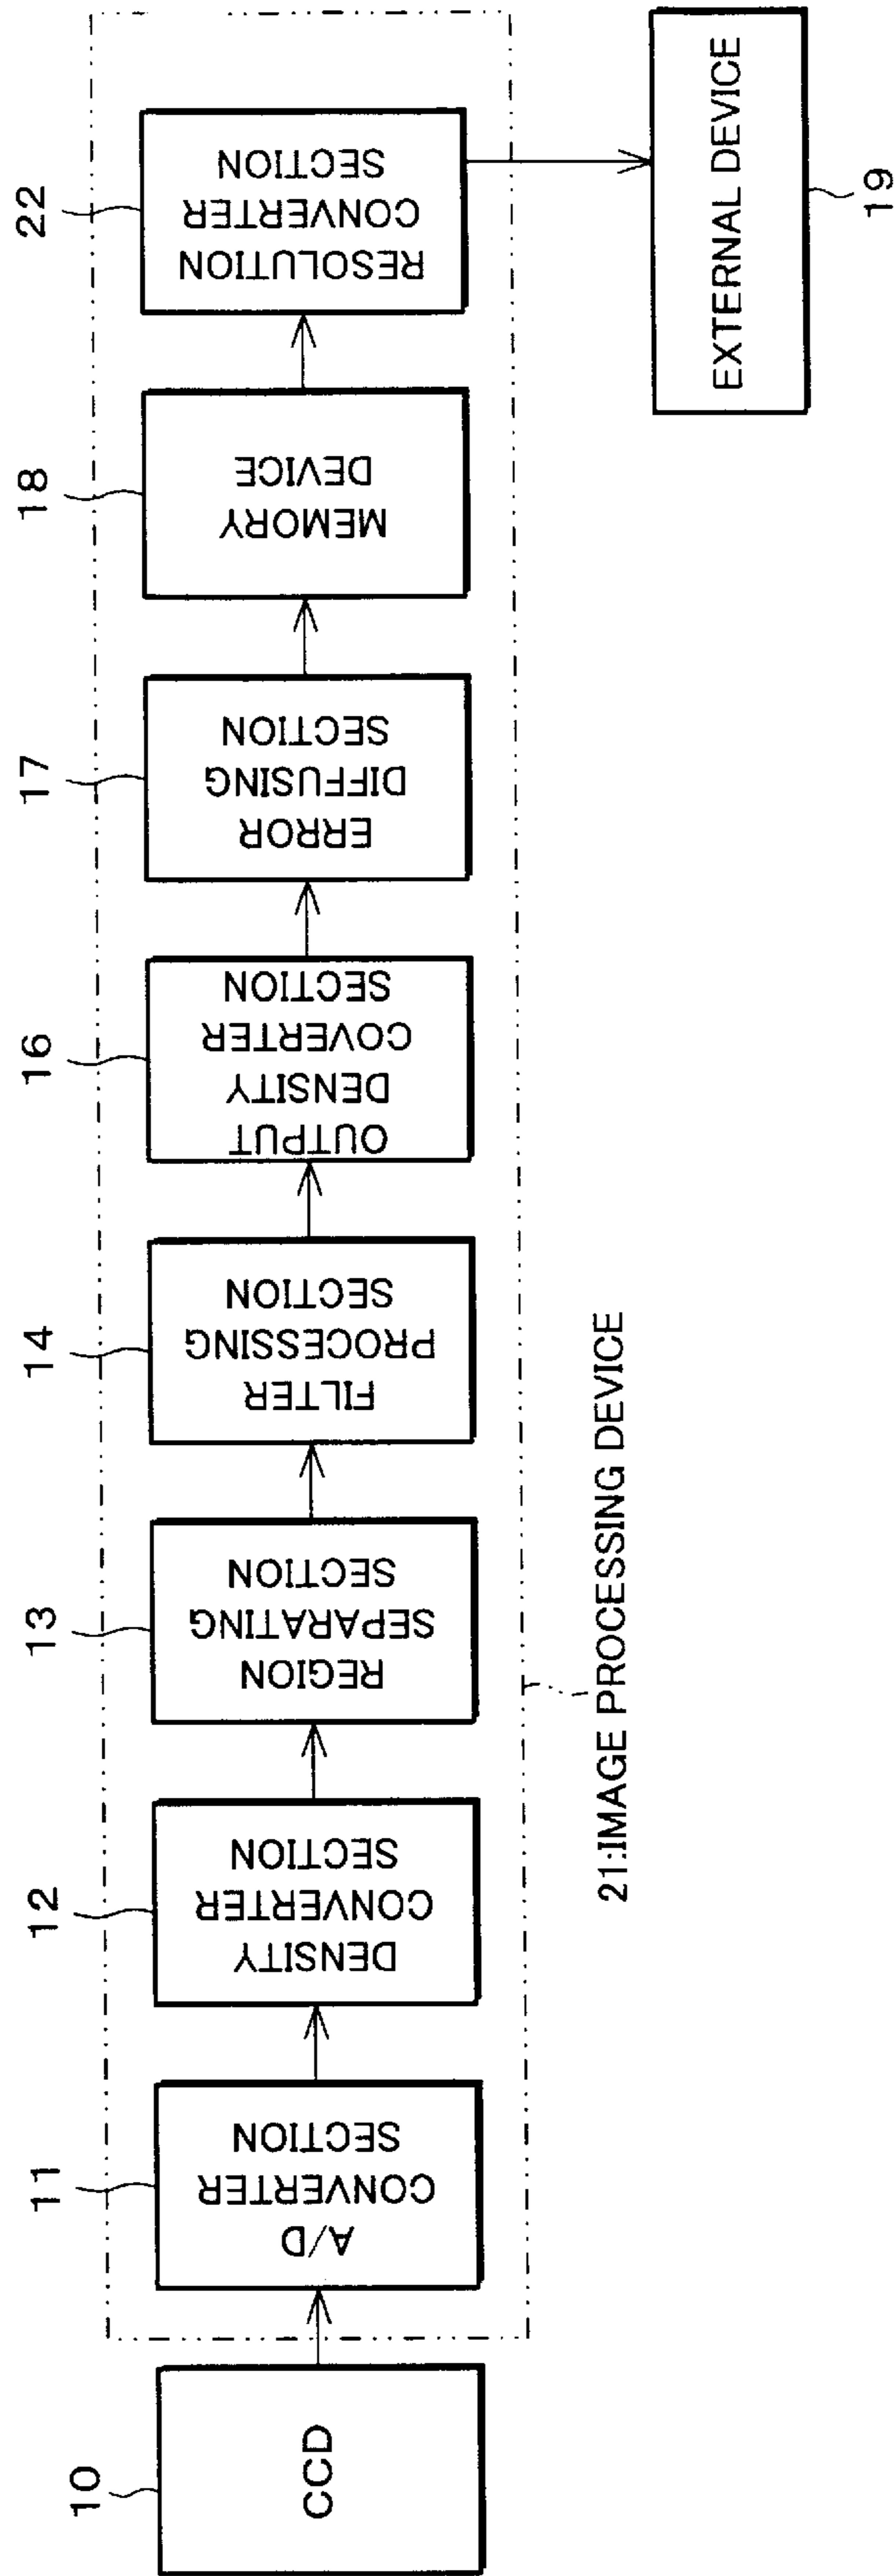 10
CCD
11
A/D
CONVERTER
SECTION
12
DENSITY
CONVERTER
SECTION
13
REGION
SEPARATING
SECTION
14
FILTER
PROCESSING
SECTION
16
OUTPUT
DENSITY
COVERTER
SECTION
17
ERROR
DIFFUSING
SECTION
18
MEMORY
DEVICE
22
RESOLUTION
CONVERTER
SECTION
21:IMAGE PROCESSING DEVICE
EXTERNAL DEVICE
19